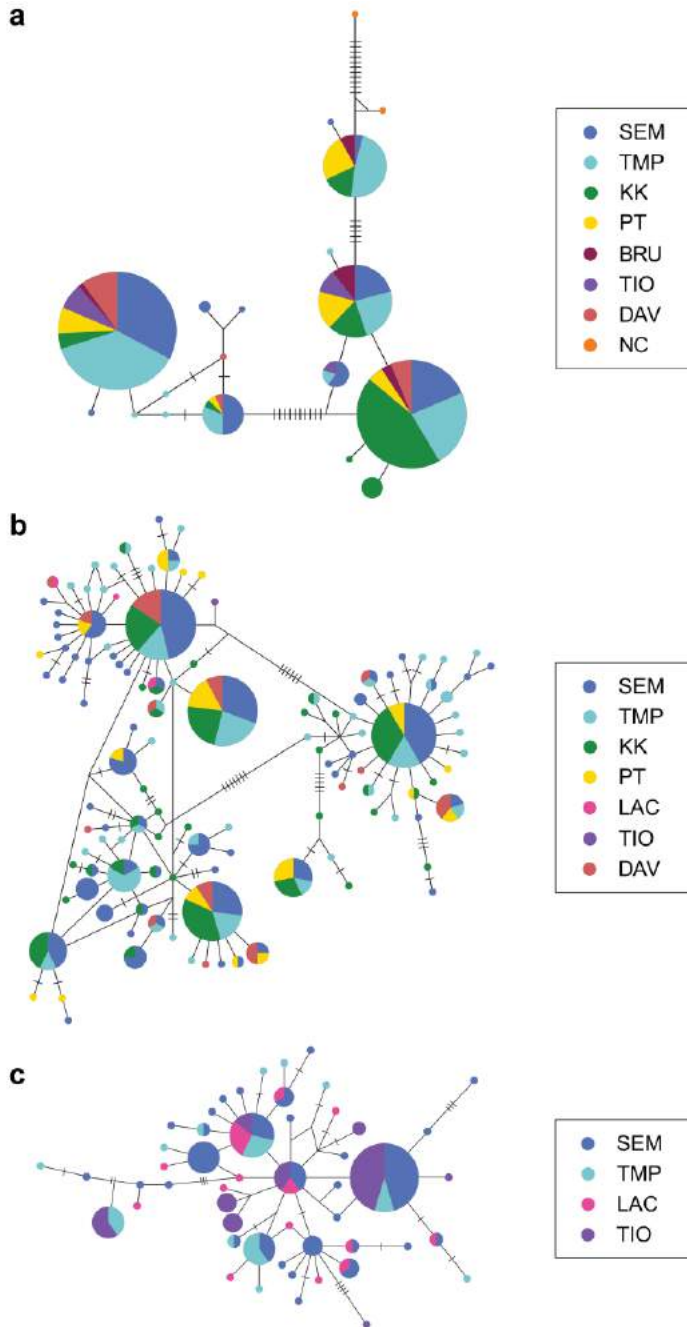 a
SEM
TMP
KK
PT
BRU
TIO
DAV
NC
b
SEM
TMP
KK
PT
LAC
TIO
DAV
c
SEM
TMP
LAC
TIO